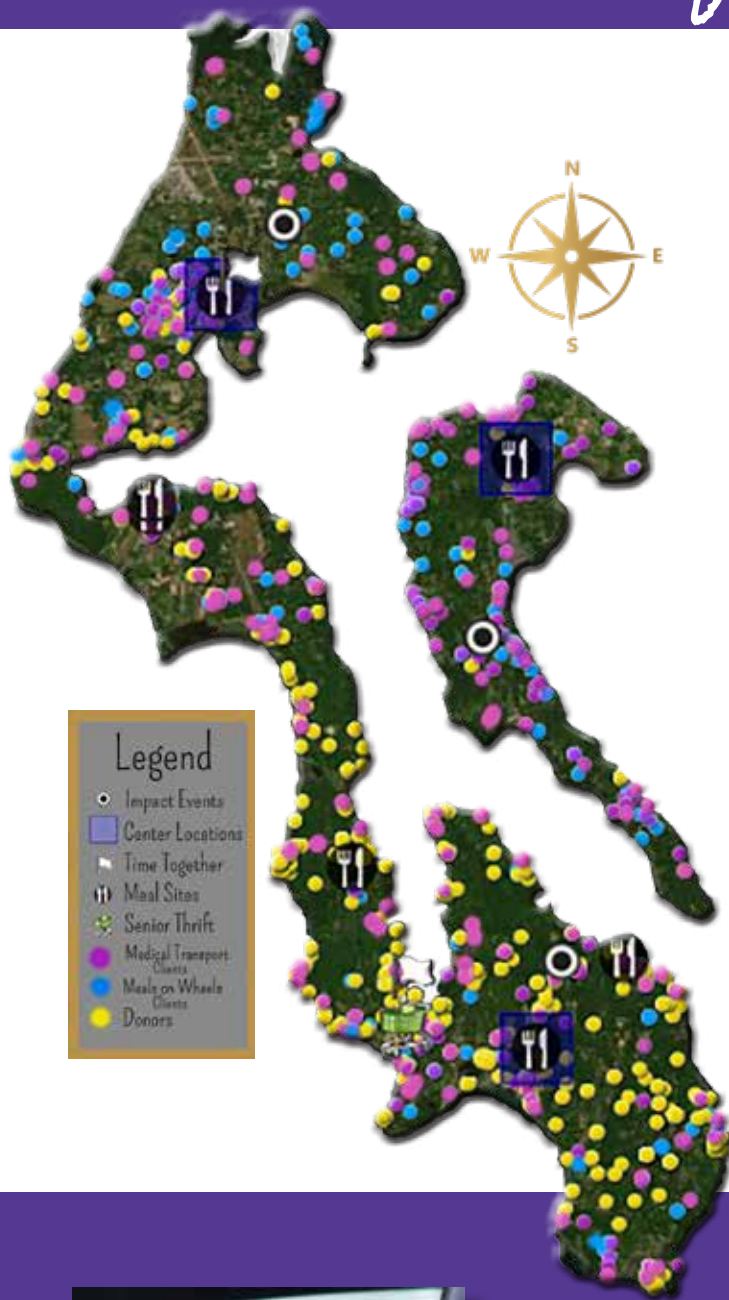 N
W E
S
Legend
Impact Events
Center Locations
Time Together
Meal Sites
Senior Thrift
Medical Transport
Clients
Meals on Wheels
Clients
Donors